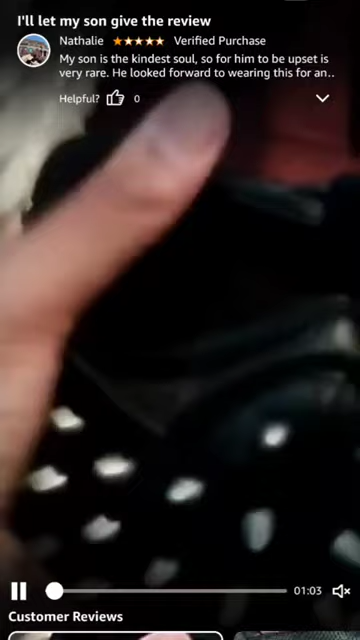 I'll let my son give the review
Nathalie ★★★★★ Verified Purchase
My son is the kindest soul, so for him to be upset is
very rare. He looked forward to wearing this for an..
Helpful? 0
01:03
Customer Reviews